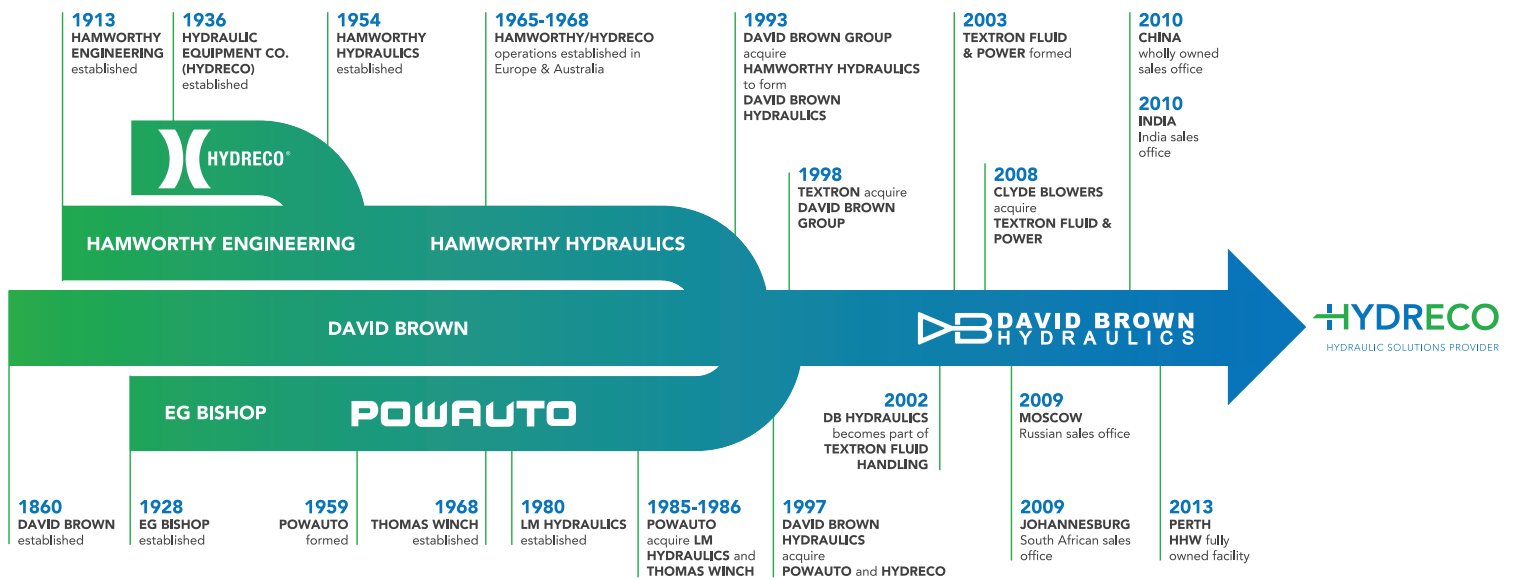 1913
HAMWORTHY
ENGINEERING
established
1936
HYDRAULIC
EQUIPMENT CO.
(HYDRECO)
established
1954
HAMWORTHY
HYDRAULICS
established
1965-1968
HAMWORTHY/HYDRECO
operations established in
Europe & Australia
1993
DAVID BROWN GROUP
acquire
HAMWORTHY HYDRAULICS
to form
DAVID BROWN
HYDRAULICS
2003
TEXTRON FLUID
& POWER formed
2010
CHINA
wholly owned
sales office
2010
INDIA
India sales
office
1998
TEXTRON acquire
DAVID BROWN
GROUP
2008
CLYDE BLOWERS
acquire
TEXTRON FLUID &
POWER
HYDRECO®
HAMWORTHY ENGINEERING
HAMWORTHY HYDRAULICS
DAVID BROWN
DB DAVID BROWN
HYDRAULICS
HYDRECO
HYDRAULIC SOLUTIONS PROVIDER
EG BISHOP
POWAUTO
2002
DB HYDRAULICS
becomes part of
TEXTRON FLUID
HANDLING
2009
MOSCOW
Russian sales office
1860
DAVID BROWN
established
1928
EG BISHOP
established
1959
POWAUTO
formed
1968
THOMAS WINCH
established
1980
LM HYDRAULICS
established
1985-1986
POWAUTO
acquire LM
HYDRAULICS and
THOMAS WINCH
1997
DAVID BROWN
HYDRAULICS
acquire
POWAUTO and HYDRECO
2009
JOHANNESBURG
South African sales
office
2013
PERTH
HHW fully
owned facility